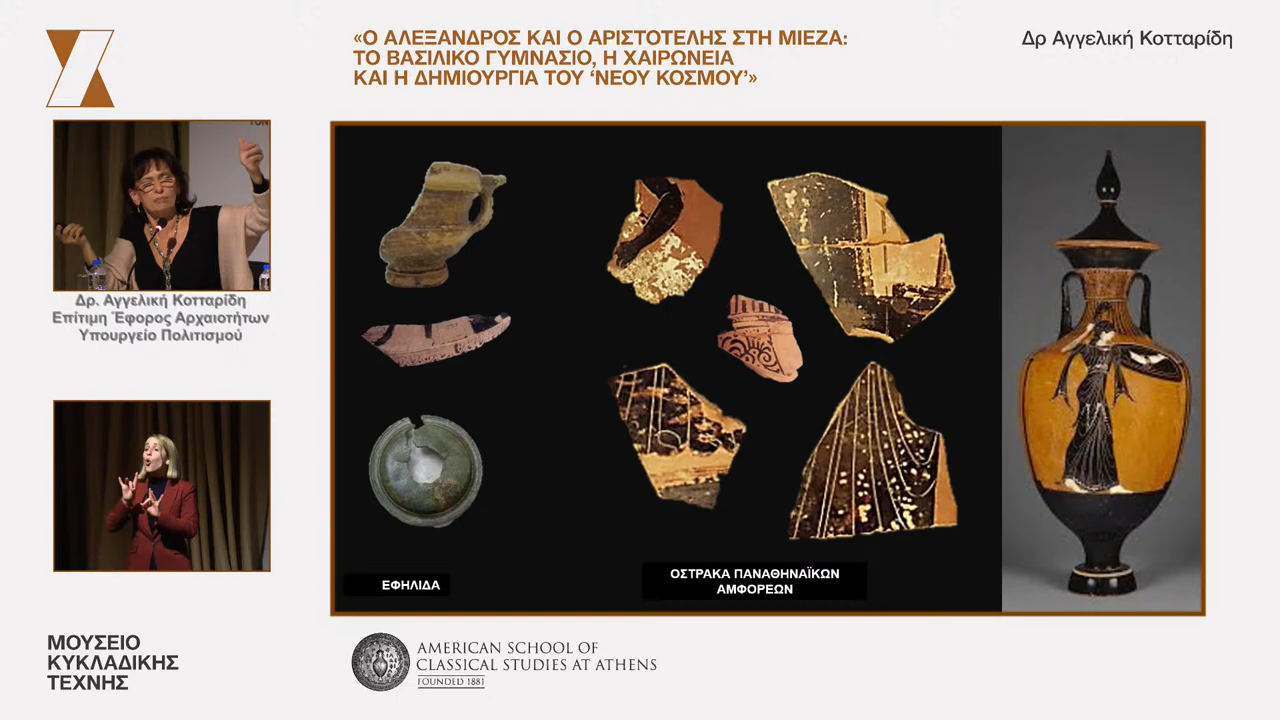 «Ο ΑΛΕΞΑΝΔΡΟΣ ΚΑΙ Ο ΑΡΙΣΤΟΤΕΛΗΣ ΣΤΗ ΜΙΕΖΑ:
ΤΟ ΒΑΣΙΛΙΚΟ ΓΥΜΝΑΣΙΟ, Η ΧΑΙΡΩΝΕΙΑ
ΚΑΙ Η ΔΗΜΙΟΥΡΓΙΑ ΤΟΥ ‘ΝΕΟΥ ΚΟΣΜΟΥ’»
Δρ Αγγελική Κοτταρίδη
Δρ. Αγγελική Κοτταρίδη
Επίτιμη Έφορος Αρχαιοτήτων
Υπουργείο Πολιτισμού
ΕΦΗΛΙΔΑ
ΟΣΤΡΑΚΑ ΠΑΝΑΘΗΝΑΪΚΩΝ
ΑΜΦΟΡΕΩΝ
ΜΟΥΣΕΙΟ
ΚΥΚΛΑΔΙΚΗΣ
ΤΕΧΝΗΣ
AMERICAN SCHOOL OF
CLASSICAL STUDIES AT ATHENS
FOUNDED 1881